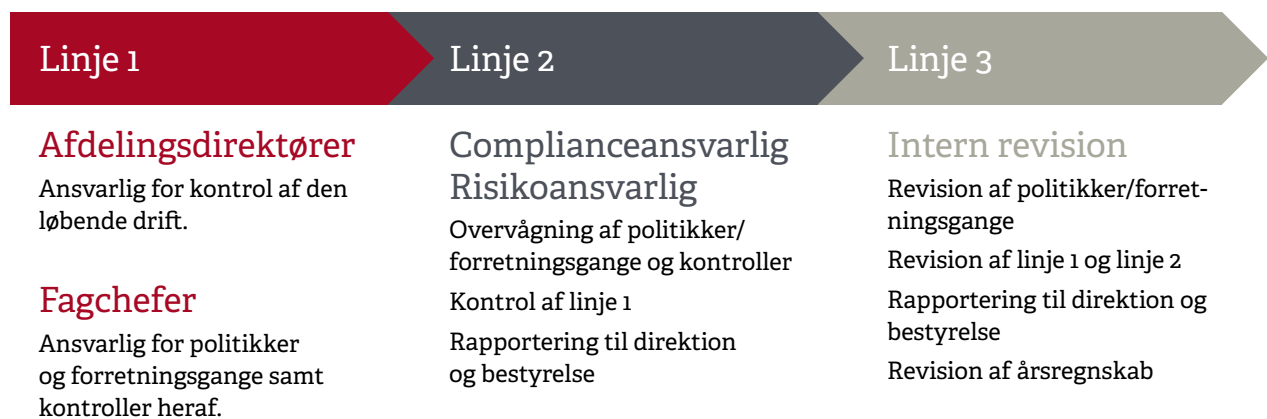 Linje 1
Afdelingsdirektører
Ansvarlig for kontrol af den
løbende drift.
Fagchefer
Ansvarlig for politikker
og forretningsgange samt
kontroller heraf.
Linje 2
Complianceansvarlig
Risikoansvarlig
Overvågning af politikker/
forretningsgange og kontroller
Kontrol af linje 1
Rapportering til direktion
og bestyrelse
Linje 3
Intern revision
Revision af politikker/forret-
ningsgange
Revision af linje 1 og linje 2
Rapportering til direktion og
bestyrelse
Revision af årsregnskab